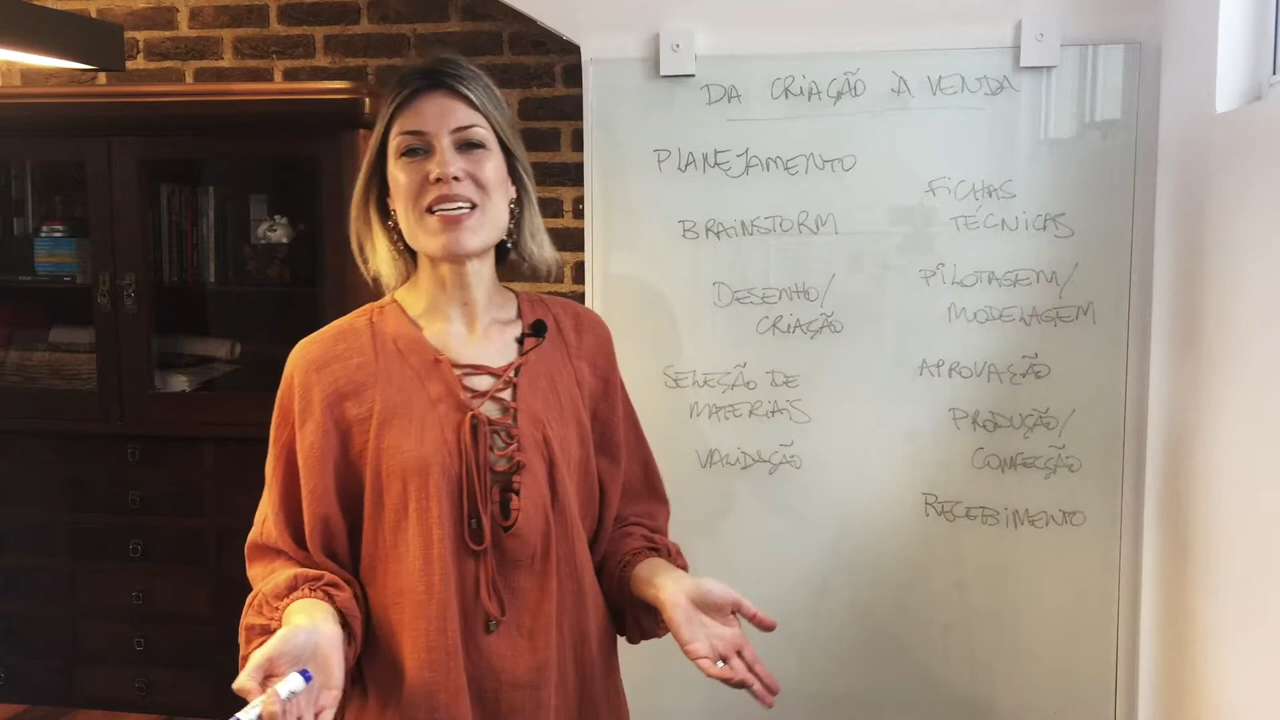 DA CRIAÇÃO À VENDA
PLANEJAMENTO
BRAINSTORM
DESENHO/
CRIAÇÃO
SELEÇÃO DE
MATERIAIS
VALIDAÇÃO
FICHAS
TÉCNICAS
PILOTAGEM/
MODELAGEM
APROVAÇÃO
PRODUÇÃO/
CONFECÇÃO
RECEBIMENTO